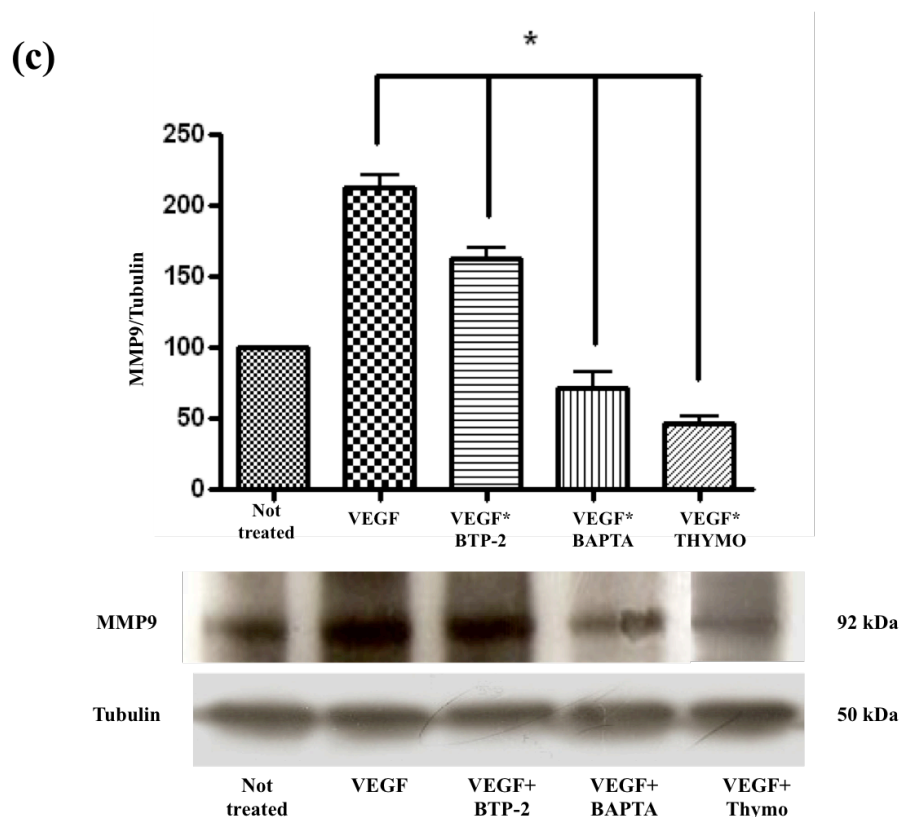 (c)
*
MMP9/Tubulin
250
200
150
100
50
0
Not
treated
VEGF
VEGF*
BTP-2
VEGF*
BAPTA
VEGF*
THYMO
MMP9
92 kDa
Tubulin
50 kDa
Not
treated
VEGF
VEGF+
BTP-2
VEGF+
BAPTA
VEGF+
Thymo